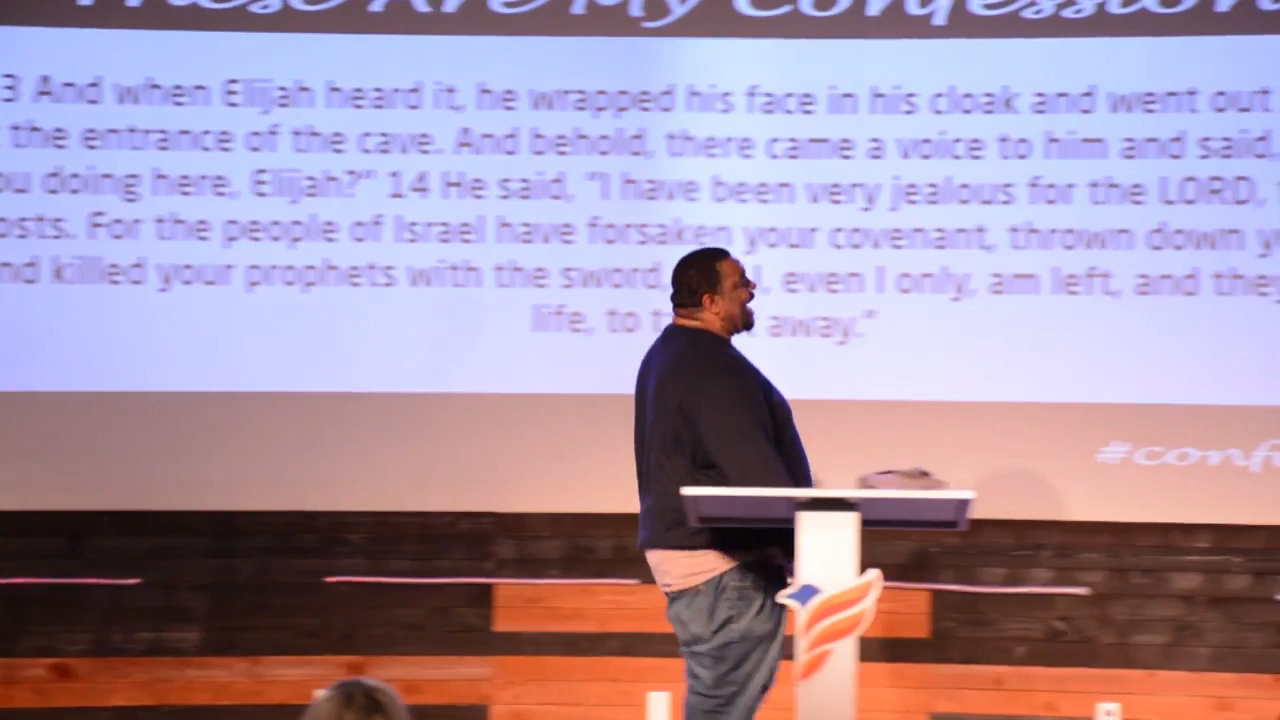 These Are My Confession
3 And when Elijah heard it, he wrapped his face in his cloak and went out
the entrance of the cave. And behold, there came a voice to him and said,
ou doing here, Elijah?” 14 He said, “I have been very jealous for the LORD,
osts. For the people of Israel have forsaken your covenant, thrown down y
nd killed your prophets with the sword, I, even I only, am left, and they
life, to t away.”
#conf